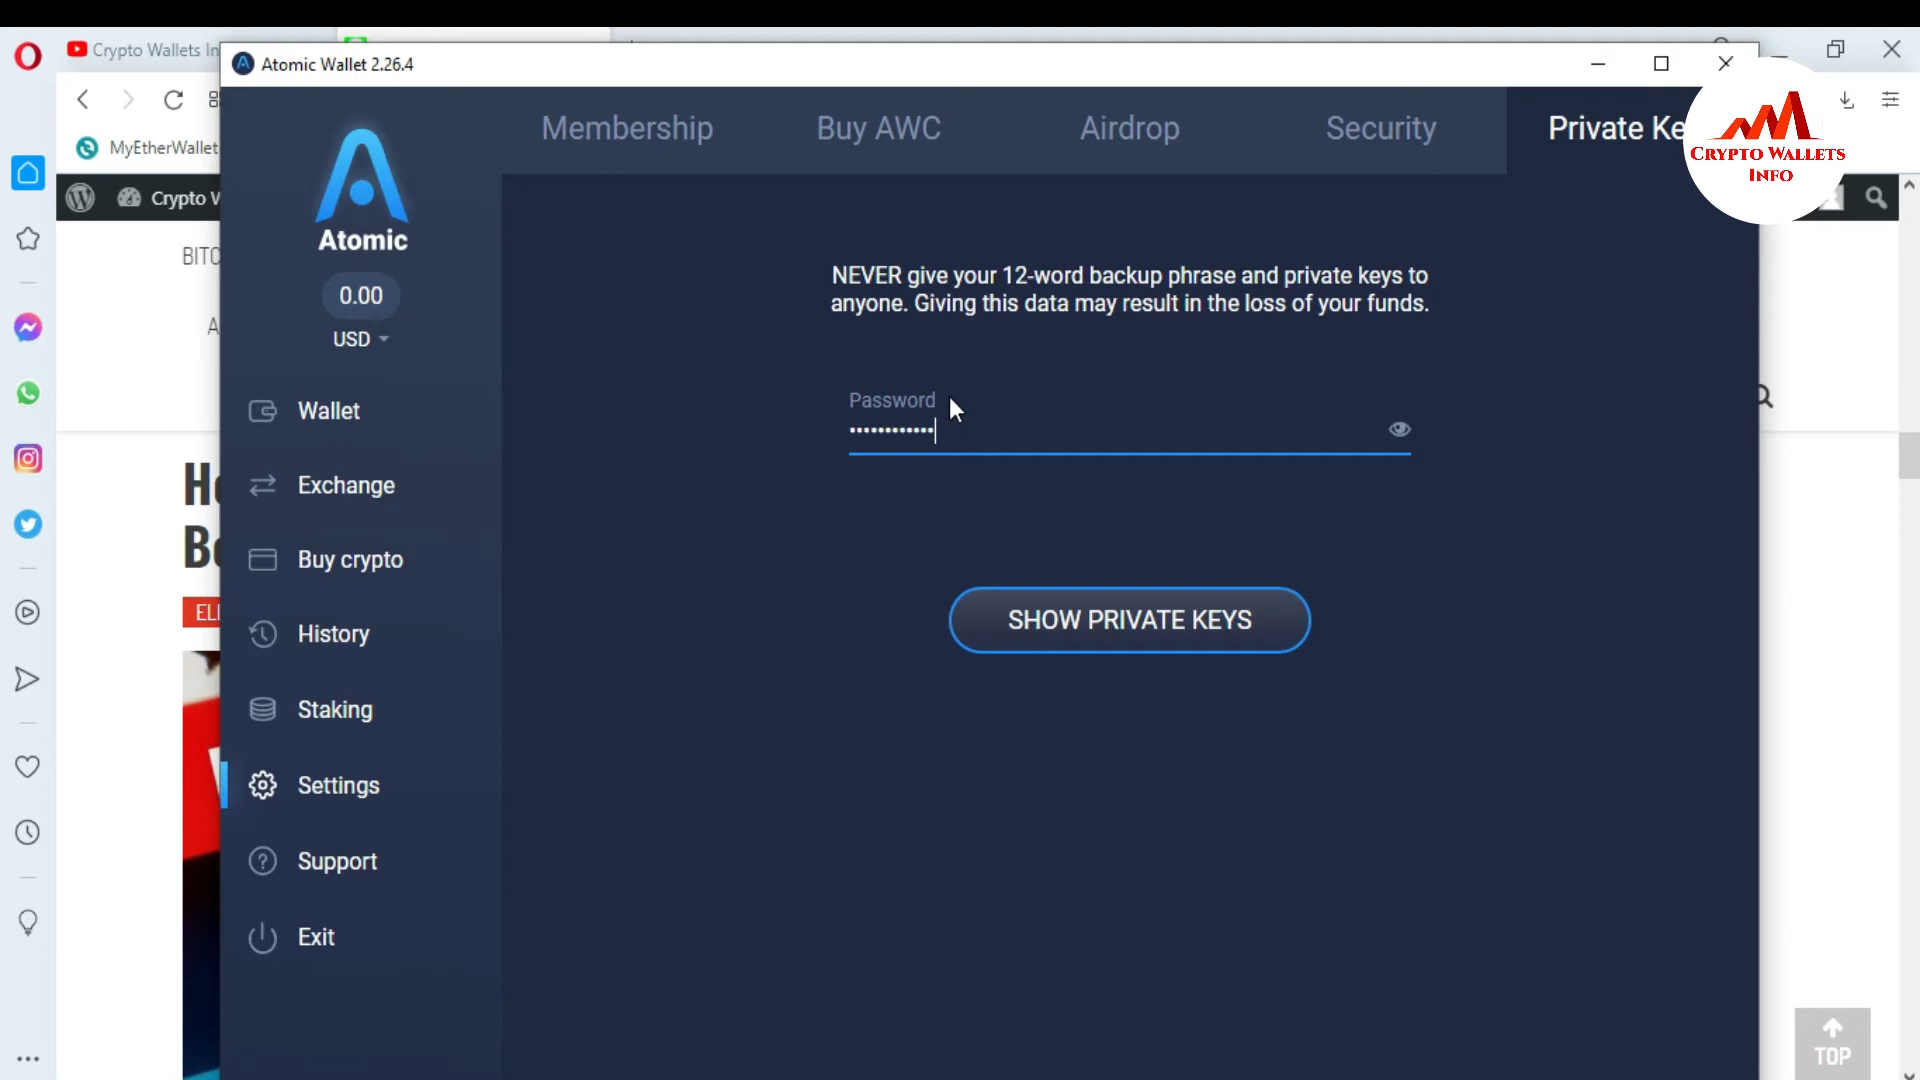 Crypto Wallets In
Atomic Wallet 2.26.4
MyEtherWallet
Crypto W
Membership
Buy AWC
Airdrop
Security
Private Ke
CRYPTO WALLETS
INFO
Atomic
0.00
USD
BITC
A
Ho
Be
ELE
Wallet
Exchange
Buy crypto
History
Staking
Settings
Support
Exit
NEVER give your 12-word backup phrase and private keys to
anyone. Giving this data may result in the loss of your funds.
Password
••••••••••••
SHOW PRIVATE KEYS
TOP